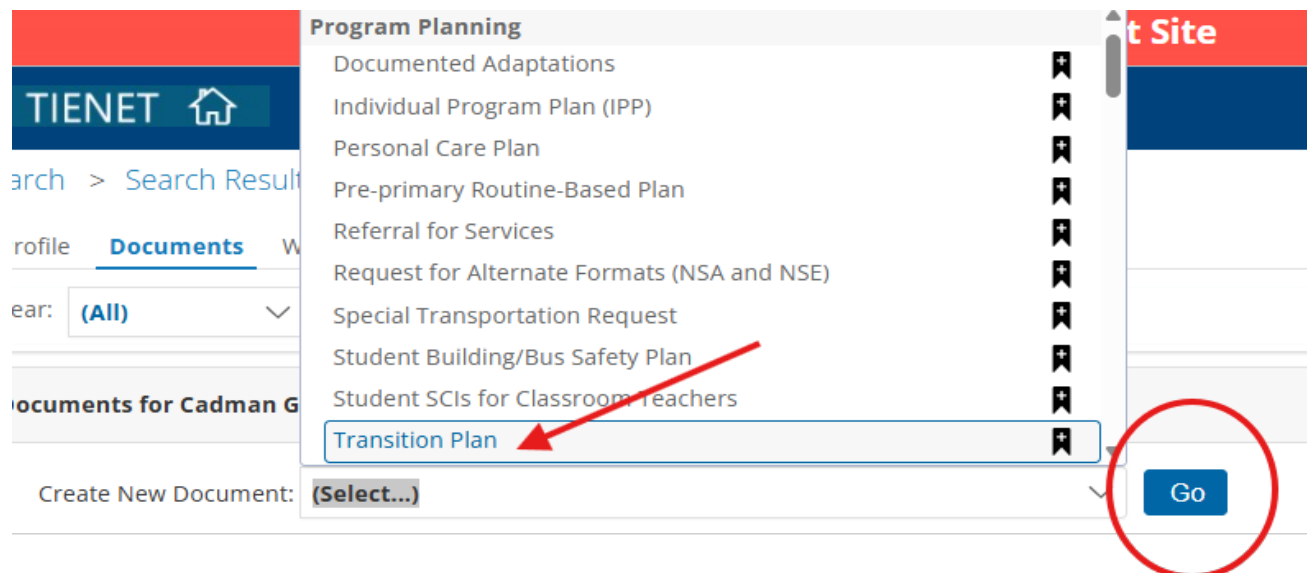 Program Planning
t Site
Documented Adaptations
TIENET
Individual Program Plan (IPP)
Personal Care Plan
arch > Search Result
Pre-primary Routine-Based Plan
Referral for Services
rofile Documents W
Request for Alternate Formats (NSA and NSE)
ear: (All)
Special Transportation Request
Student Building/Bus Safety Plan
ocuments for Cadman G
Student SCIs for Classroom Teachers
Transition Plan
Create New Document: (Select...) Go